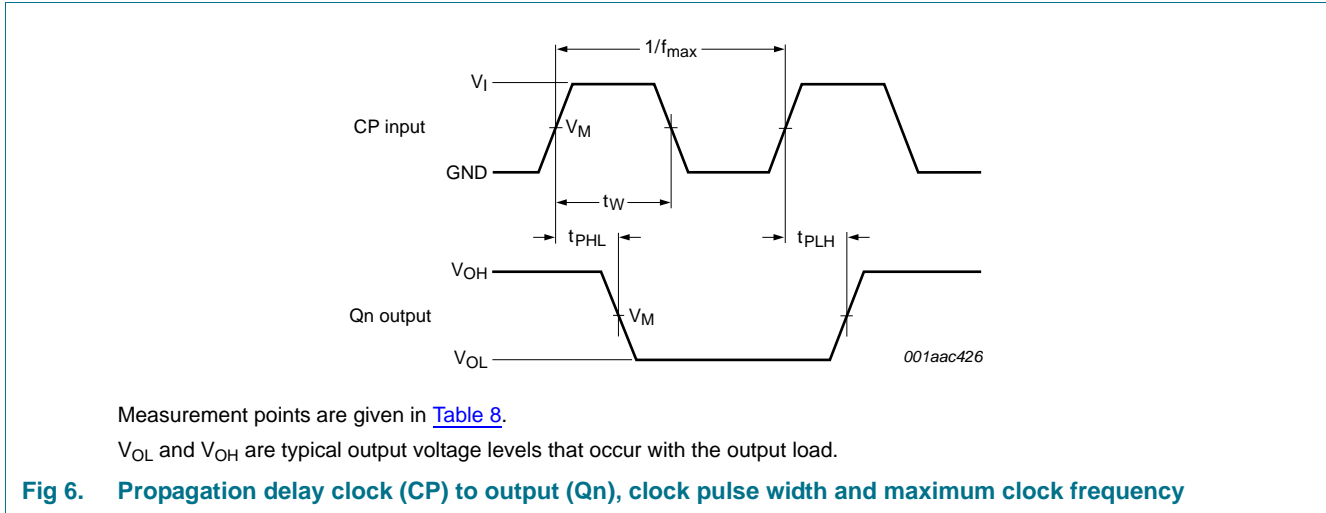 1/fmax
VI
CP input
VM
GND
tW
tPHL
tPLH
VOH
Qn output
VM
VOL
001aac426
Measurement points are given in Table 8.
VOL and VOH are typical output voltage levels that occur with the output load.
Fig 6. Propagation delay clock (CP) to output (Qn), clock pulse width and maximum clock frequency